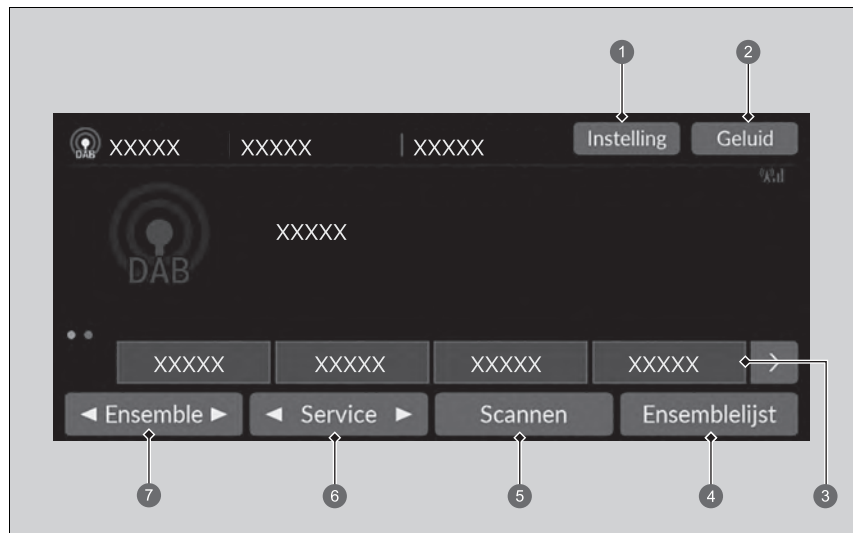 1 2
DAB XXXXX XXXXX XXXXX Instelling Geluid
DAB XXXXX
XXXXX XXXXX XXXXX XXXXX >
◄ Ensemble ► ◄ Service ► Scannen Ensemblelijst
7 6 5 4 3